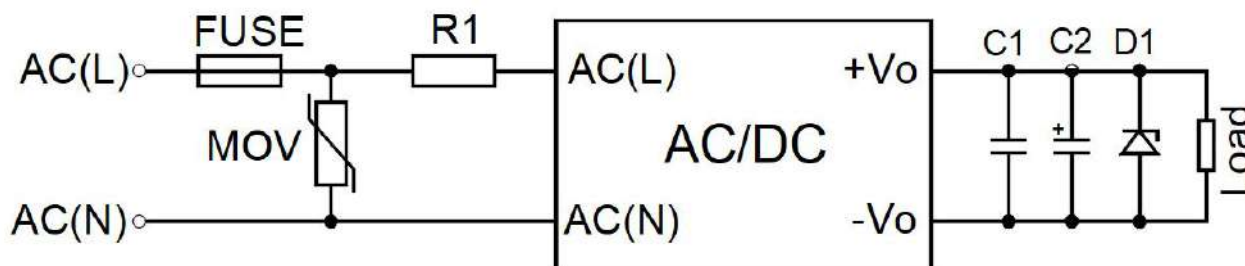 FUSE
R1
C1
C2
D1
AC(L)
AC(L)
+Vo
MOV
AC/DC
Load
+
AC(N)
AC(N)
-Vo